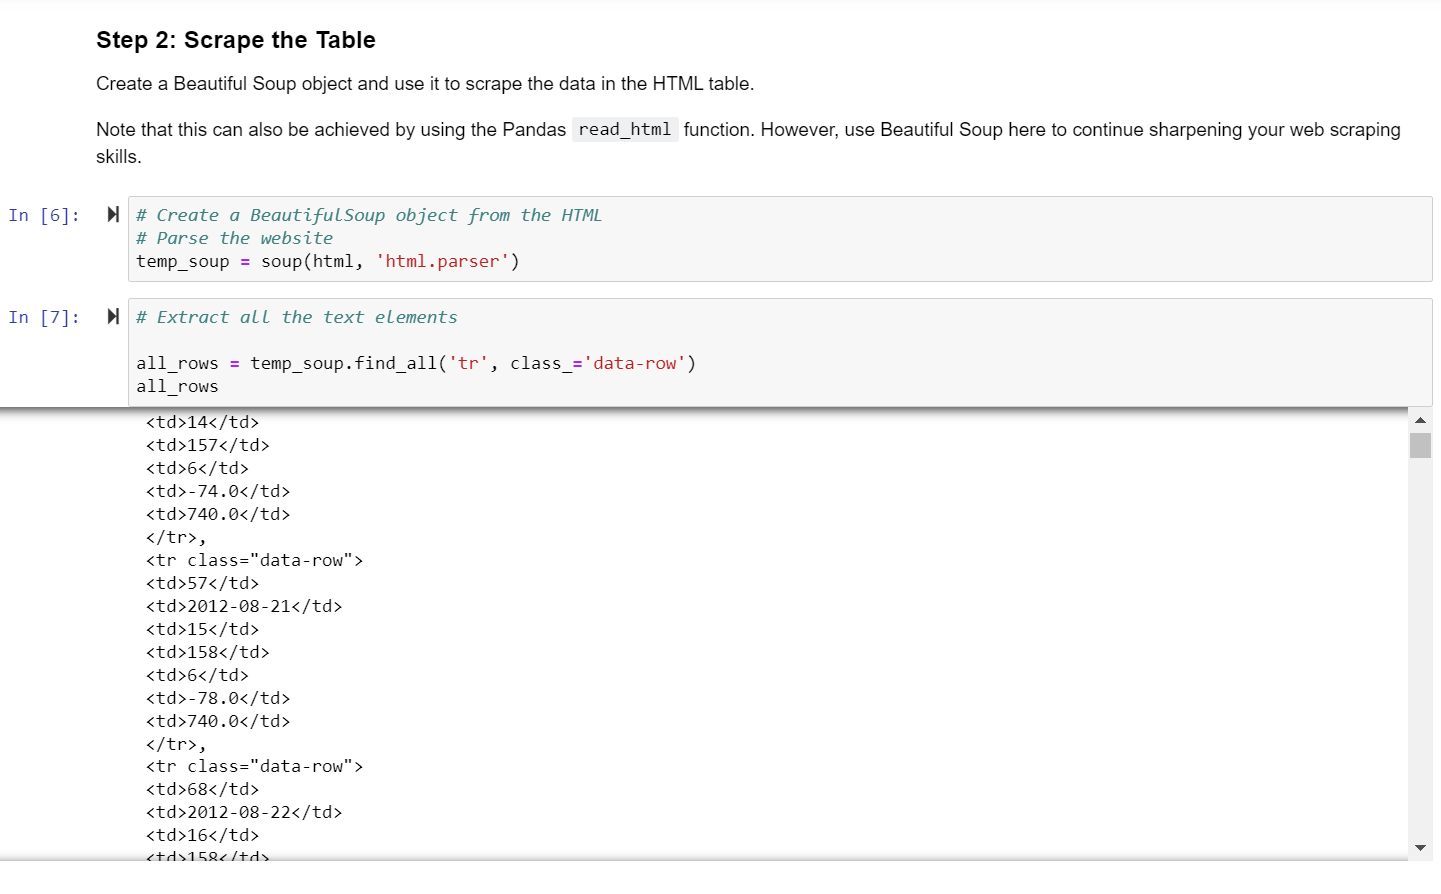 Step 2: Scrape the Table
Create a Beautiful Soup object and use it to scrape the data in the HTML table.
Note that this can also be achieved by using the Pandas read_html function. However, use Beautiful Soup here to continue sharpening your web scraping
skills.
In [6]:
# Create a BeautifulSoup object from the HTML
# Parse the website
temp_soup = soup(html, 'html.parser')
In [7]:
# Extract all the text elements
all_rows = temp_soup.find_all('tr', class_='data-row')
all_rows
<td>14</td>
<td>157</td>
<td>6</td>
<td>-74.0</td>
<td>740.0</td>
</tr>,
<tr class="data-row">
<td>57</td>
<td>2012-08-21</td>
<td>15</td>
<td>158</td>
<td>6</td>
<td>-78.0</td>
<td>740.0</td>
</tr>,
<tr class="data-row">
<td>68</td>
<td>2012-08-22</td>
<td>16</td>
<td>158</td>